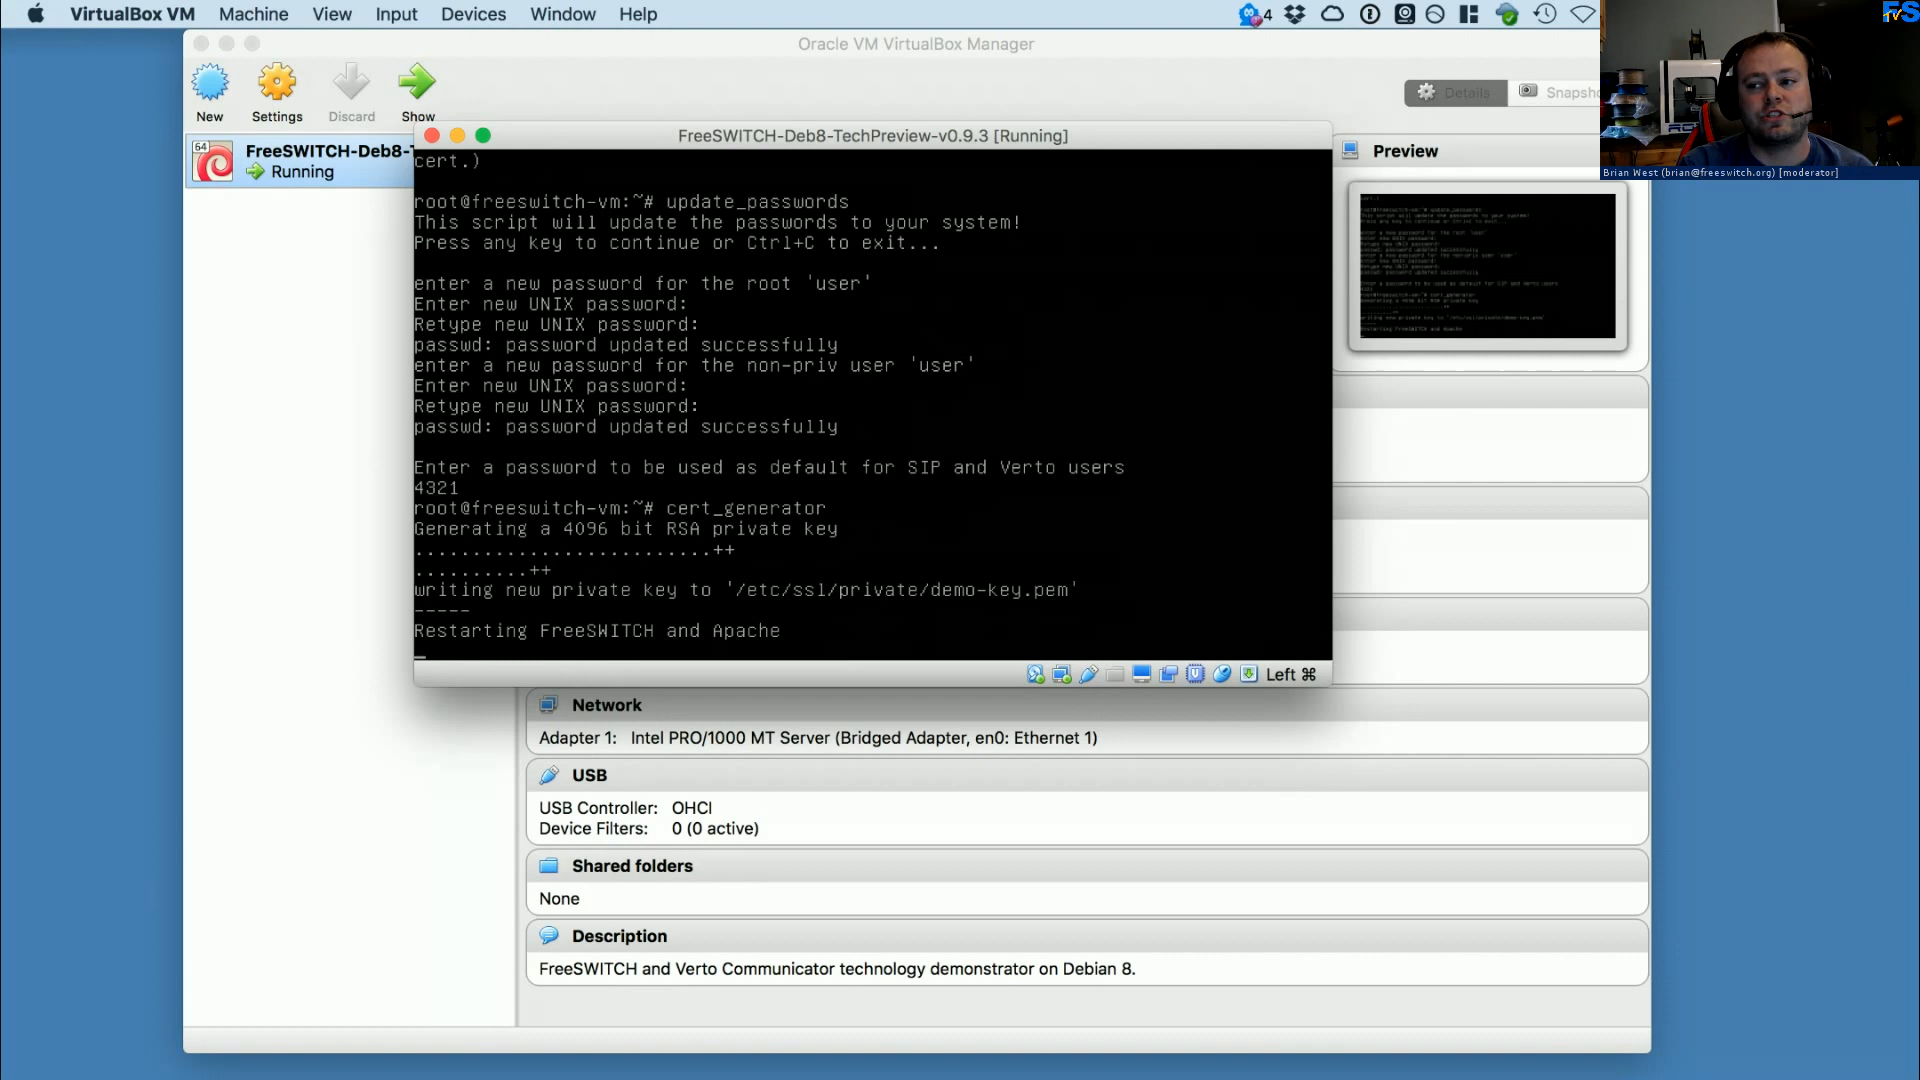 VirtualBox VM Machine View Input Devices Window Help 4
FS
TV
Oracle VM VirtualBox Manager
New Settings Discard Show
Details Snapsho
64
FreeSWITCH-Deb8-T
Running
FreeSWITCH-Deb8-TechPreview-v0.9.3 [Running]
Preview
Brian West (brian@freeswitch.org) [moderator]
cert.)
root@freeswitch-vm:~# update_passwords
This script will update the passwords to your system!
Press any key to continue or Ctrl+C to exit...
enter a new password for the root 'user'
Enter new UNIX password:
Retype new UNIX password:
passwd: password updated successfully
enter a new password for the non-priv user 'user'
Enter new UNIX password:
Retype new UNIX password:
passwd: password updated successfully
Enter a password to be used as default for SIP and Verto users
4321
root@freeswitch-vm:~# cert_generator
Generating a 4096 bit RSA private key
..........................++
..........++
writing new private key to '/etc/ssl/private/demo-key.pem'
-----
Restarting FreeSWITCH and Apache
_
Left ⌘
Network
Adapter 1: Intel PRO/1000 MT Server (Bridged Adapter, en0: Ethernet 1)
USB
USB Controller: OHCI
Device Filters: 0 (0 active)
Shared folders
None
Description
FreeSWITCH and Verto Communicator technology demonstrator on Debian 8.